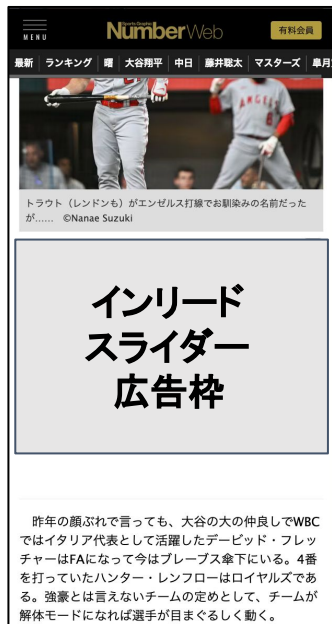 MENU
Sports Graphic
NumberWeb
有料会員
最新 ランキング 曙 大谷翔平 中日 藤井聡太 マスターズ 皐月
ANGELS
トラウト（レンドンも）がエンゼルス打線でお馴染みの名前だった
が…… ©Nanae Suzuki
インリード
スライダー
広告枠
昨年の顔ぶれで言っても、大谷の大の仲良しでWBC
ではイタリア代表として活躍したデービッド・フレッ
チャーはFAになって今はブレーブス傘下にいる。4番
を打っていたハンター・レンフローはロイヤルズであ
る。強豪とは言えないチームの定めとして、チームが
解体モードになれば選手が目まぐるしく動く。